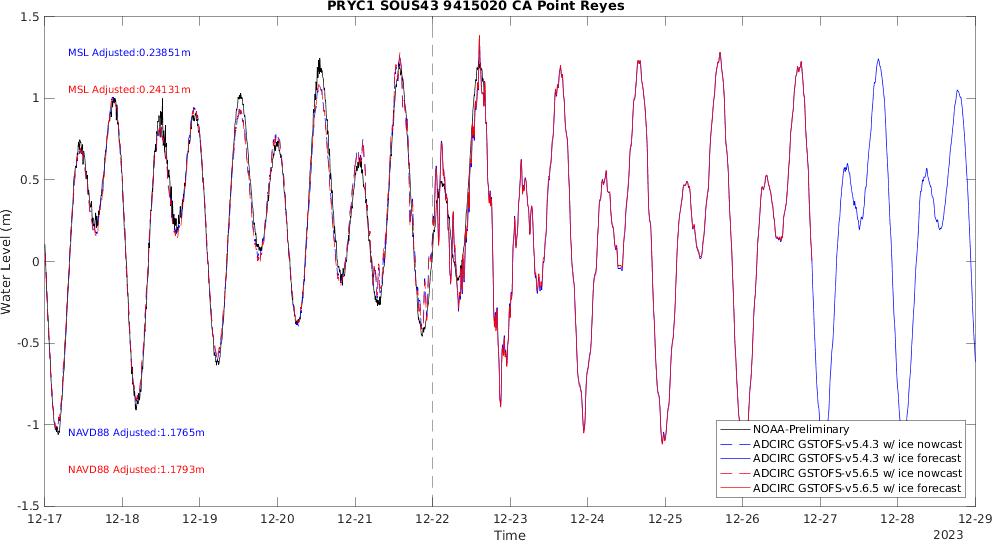 PRYC1 SOUS43 9415020 CA Point Reyes
1.5
1
0.5
0
-0.5
-1
-1.5
Water Level (m)
MSL Adjusted:0.23851m
MSL Adjusted:0.24131m
NAVD88 Adjusted:1.1765m
NAVD88 Adjusted:1.1793m
NOAA-Preliminary
ADCIRC GSTOFS-v5.4.3 w/ ice nowcast
ADCIRC GSTOFS-v5.4.3 w/ ice forecast
ADCIRC GSTOFS-v5.6.5 w/ ice nowcast
ADCIRC GSTOFS-v5.6.5 w/ ice forecast
12-17 12-18 12-19 12-20 12-21 12-22 12-23 12-24 12-25 12-26 12-27 12-28 12-29
Time
2023